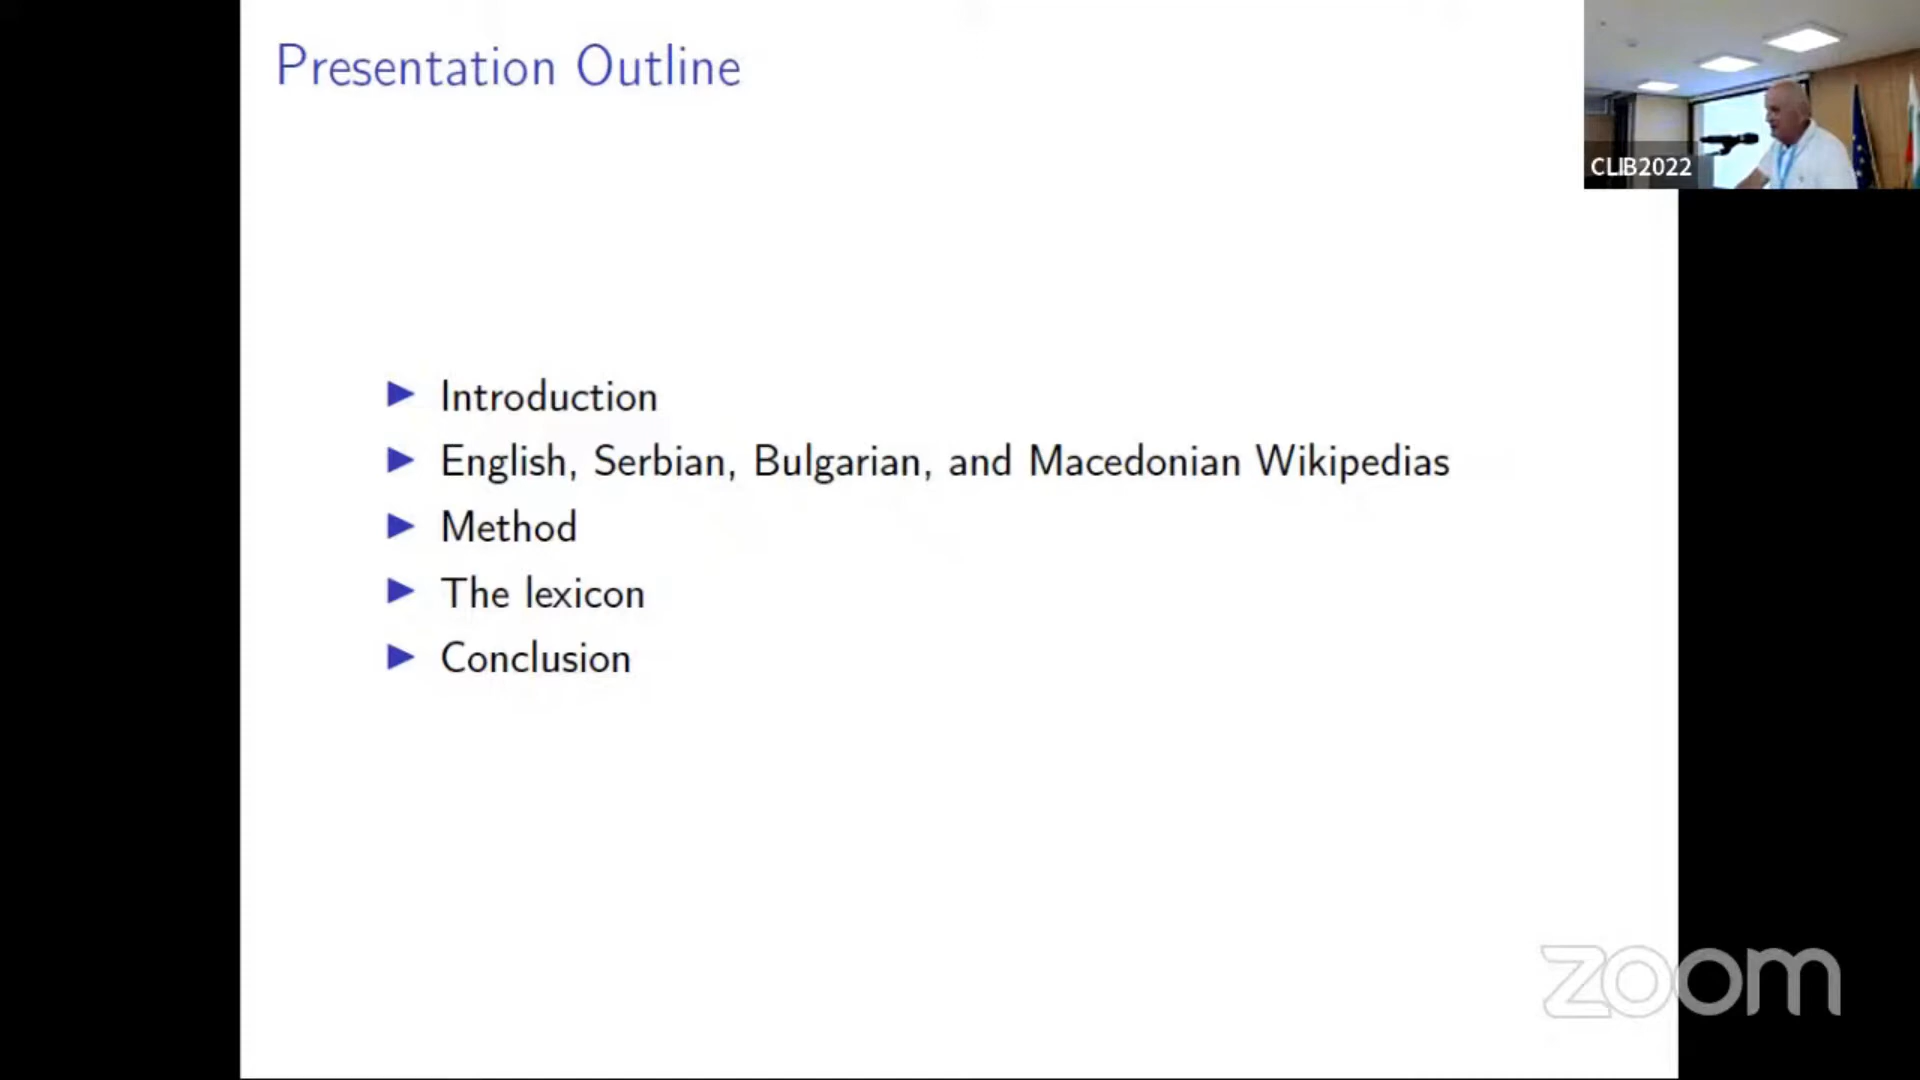 Presentation Outline
CLIB2022
Introduction
English, Serbian, Bulgarian, and Macedonian Wikipedias
Method
The lexicon
Conclusion
zoom